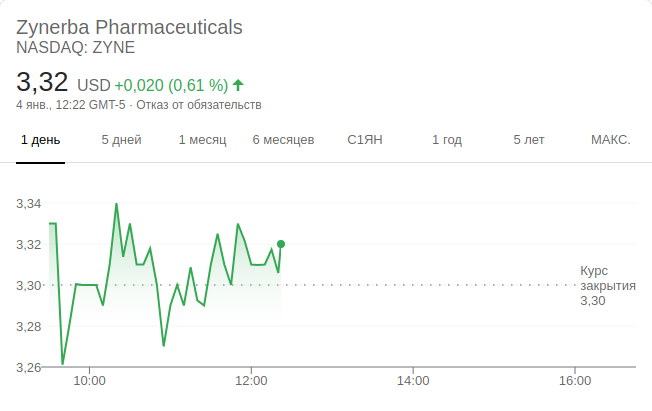 Zynerba Pharmaceuticals
NASDAQ: ZYNE
3,32 USD +0,020 (0,61 %)
4 янв., 12:22 GMT-5 · Отказ от обязательств
1 день 5 дней 1 месяц 6 месяцев С1ЯН 1 год 5 лет МАКС.
3,34
3,32
3,30
3,28
3,26
Курс
закрытия
3,30
10:00 12:00 14:00 16:00